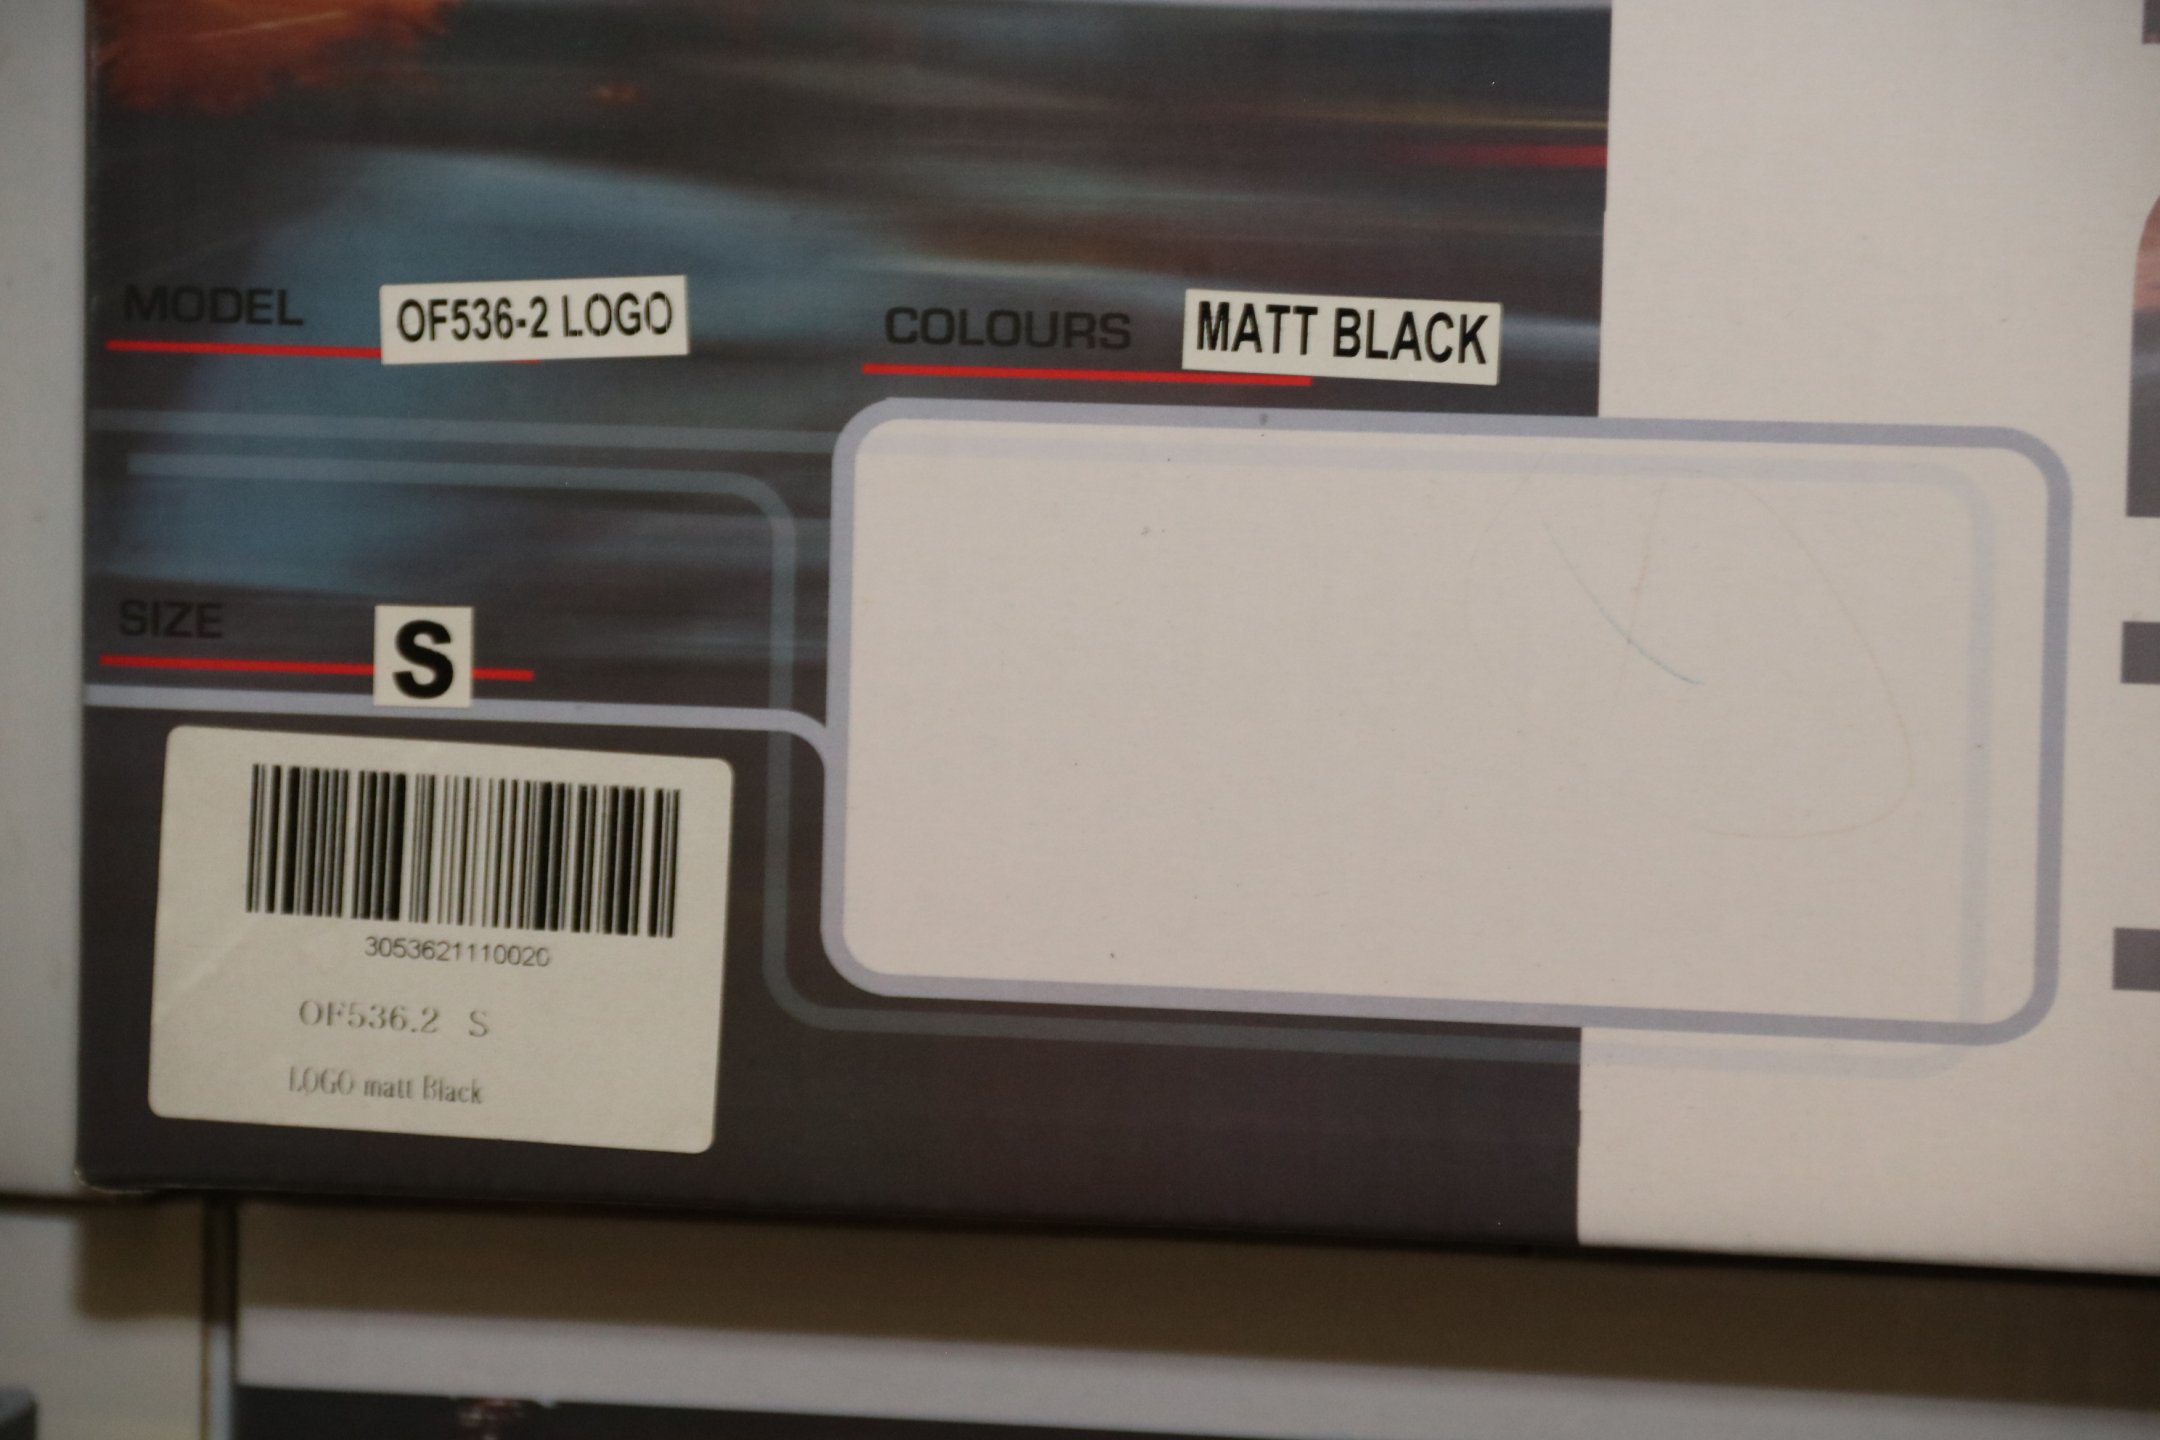 MODEL OF536-2 LOGO
COLOURS MATT BLACK
SIZE S
3053621110020
OF536.2 S
LOGO matt Black